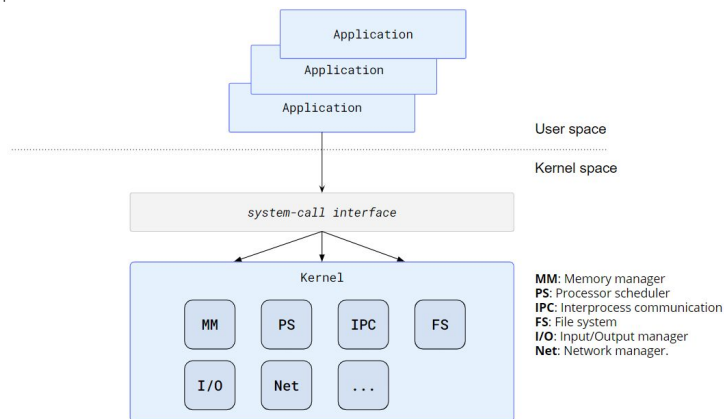 Application
Application
Application
User space
Kernel space
system-call interface
Kernel
MM PS IPC FS
I/O Net ...
MM: Memory manager
PS: Processor scheduler
IPC: Interprocess communication
FS: File system
I/O: Input/Output manager
Net: Network manager.